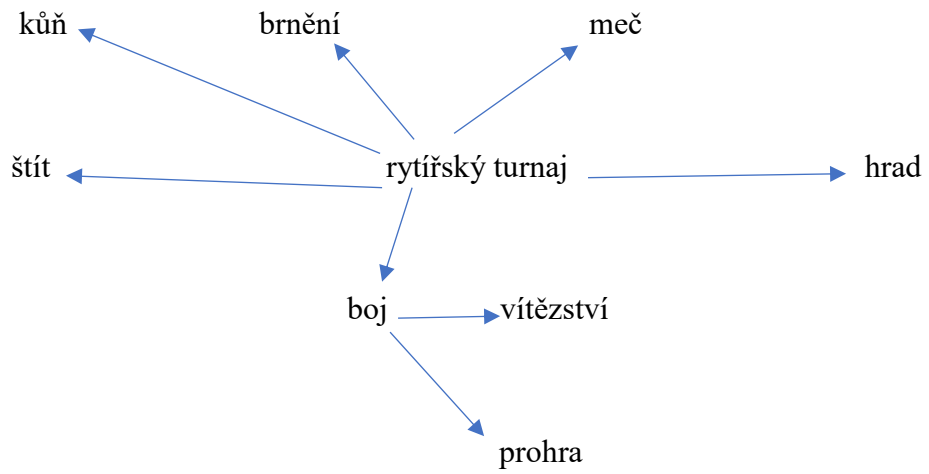 kůň brnění meč
štít rytířský turnaj hrad
boj vítězství
prohra